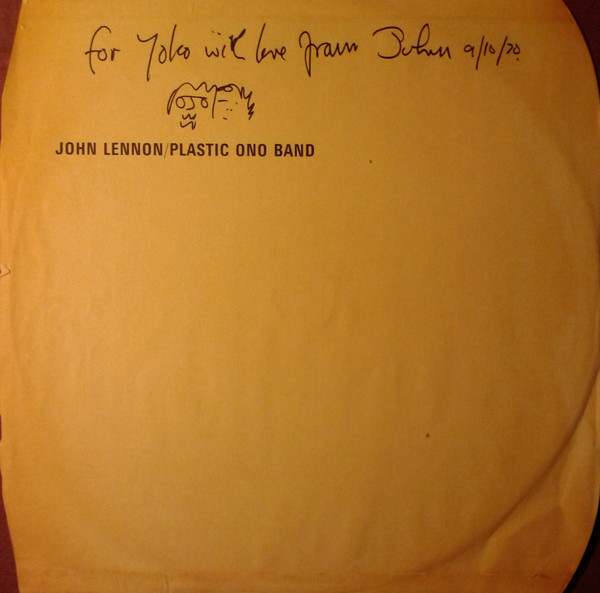 for Yoko with love from John 9/10/70.
JOHN LENNON/PLASTIC ONO BAND